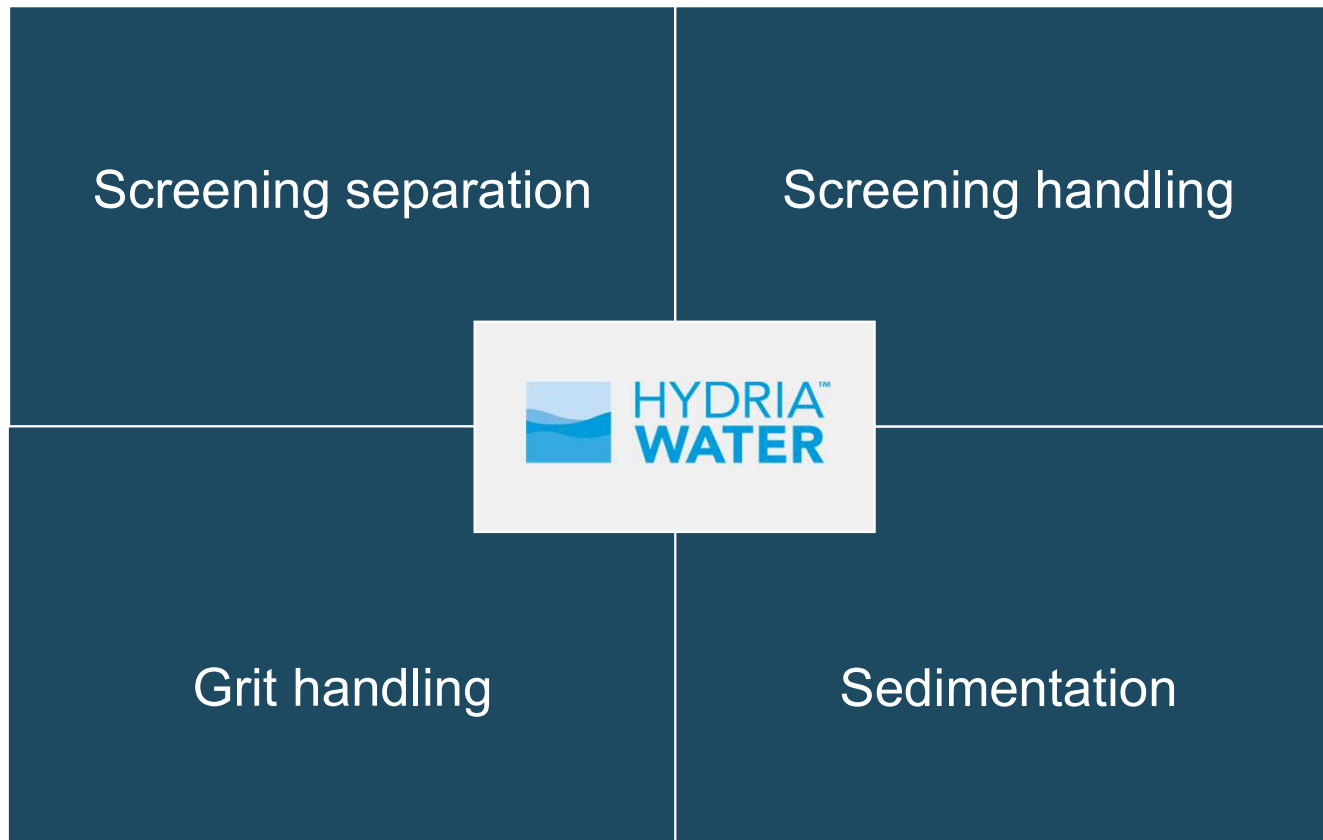 Screening separation
Screening handling
HYDRIA™
WATER
Grit handling
Sedimentation